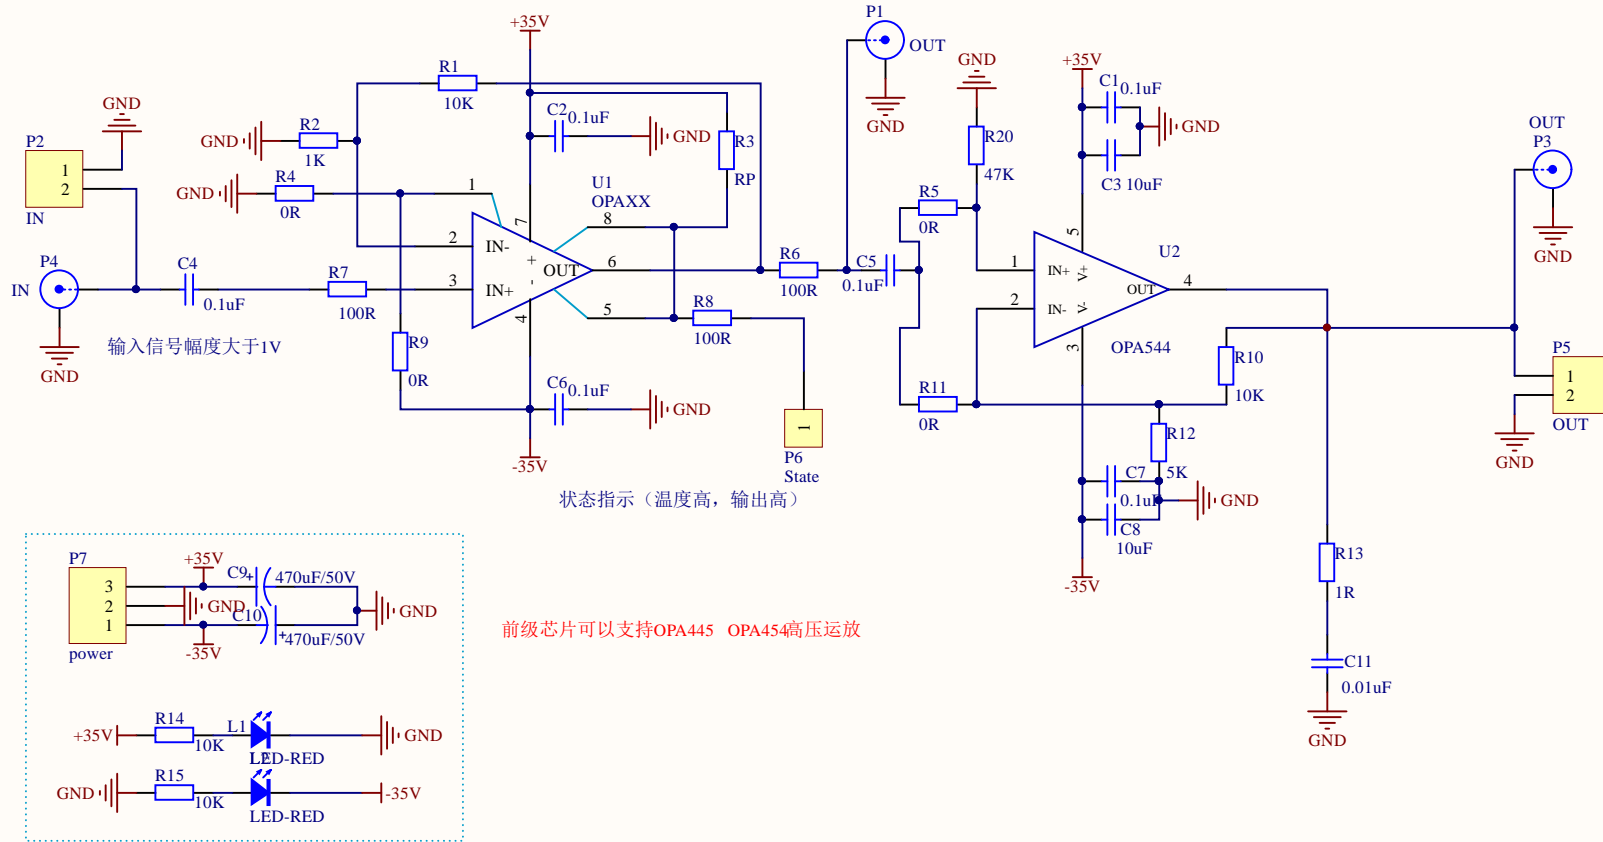 +35V
P1
OUT
GND
R1
10K
GND
P2
1
2
IN
GND
R2
1K
GND
R4
0R
C2
0.1uF
GND
R3
RP
U1
OPAXX
1
7
8
2
IN-
+
OUT
6
-
3
IN+
5
4
P4
IN
GND
C4
0.1uF
R7
100R
输入信号幅度大于1V
R9
0R
C6
0.1uF
GND
-35V
R8
100R
1
P6
State
状态指示（温度高，输出高）
R6
100R
C5
0.1uF
R5
0R
R11
0R
GND
R20
47K
+35V
C1
0.1uF
GND
C3
10uF
5
U2
1
IN+
V+
OUT
4
2
IN-
V-
3
OPA544
R10
10K
R12
5K
C7
0.1uF
GND
C8
10uF
-35V
OUT
P3
GND
P5
1
2
OUT
GND
R13
1R
C11
0.01uF
GND
P7
3
2
1
power
+35V
GND
-35V
C9
+
470uF/50V
C10
+
470uF/50V
GND
前级芯片可以支持OPA445 OPA454高压运放
+35V
R14
10K
L1
LED-RED
GND
GND
R15
10K
L2
LED-RED
-35V